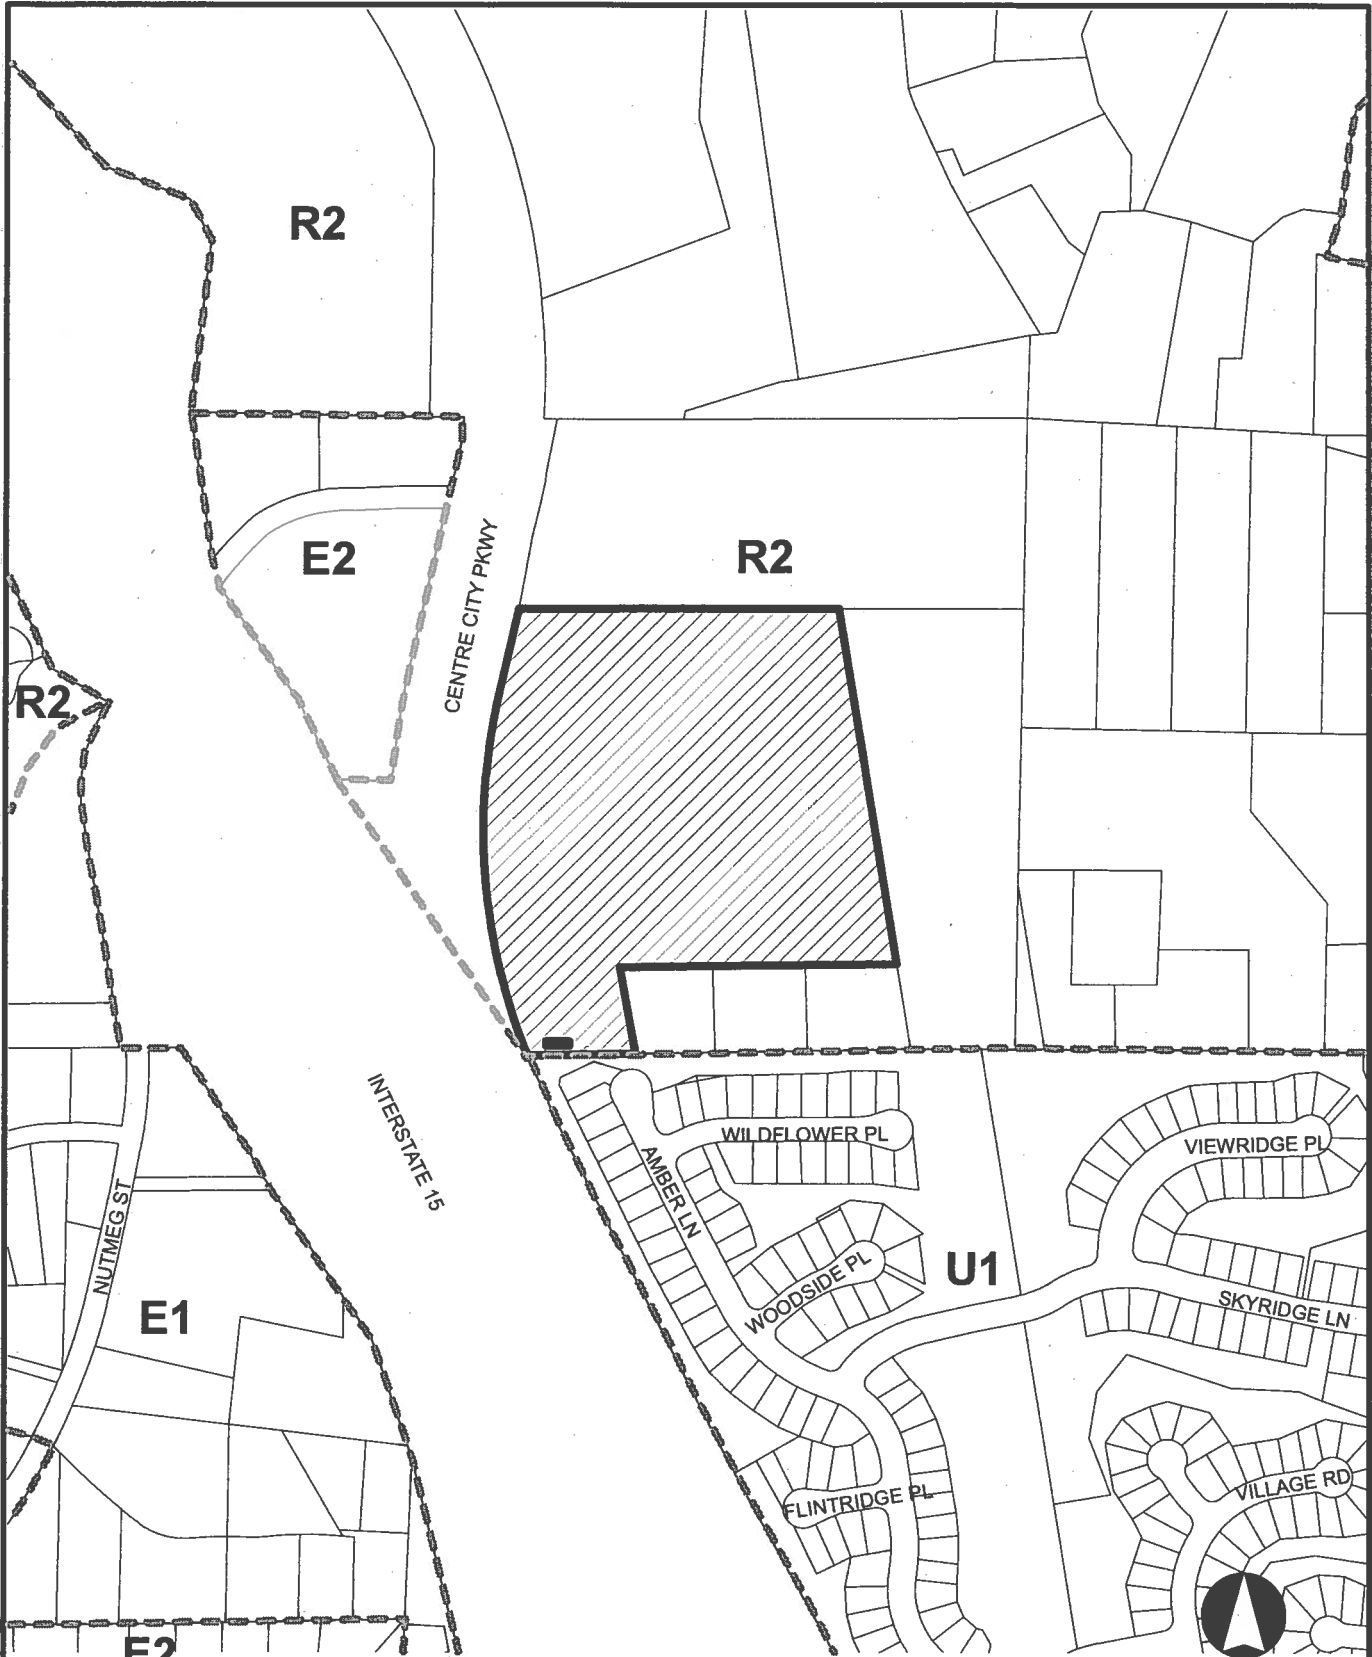 R2
E2
CENTRE CITY PKWY
R2
R2
INTERSTATE 15
WILDFLOWER PL
VIEWRIDGE PL
AMBER LN
NUTMEG ST
WOODSIDE PL
U1
SKYRIDGE LN
E1
VILLAGE RD
FLINTRIDGE PL
E2